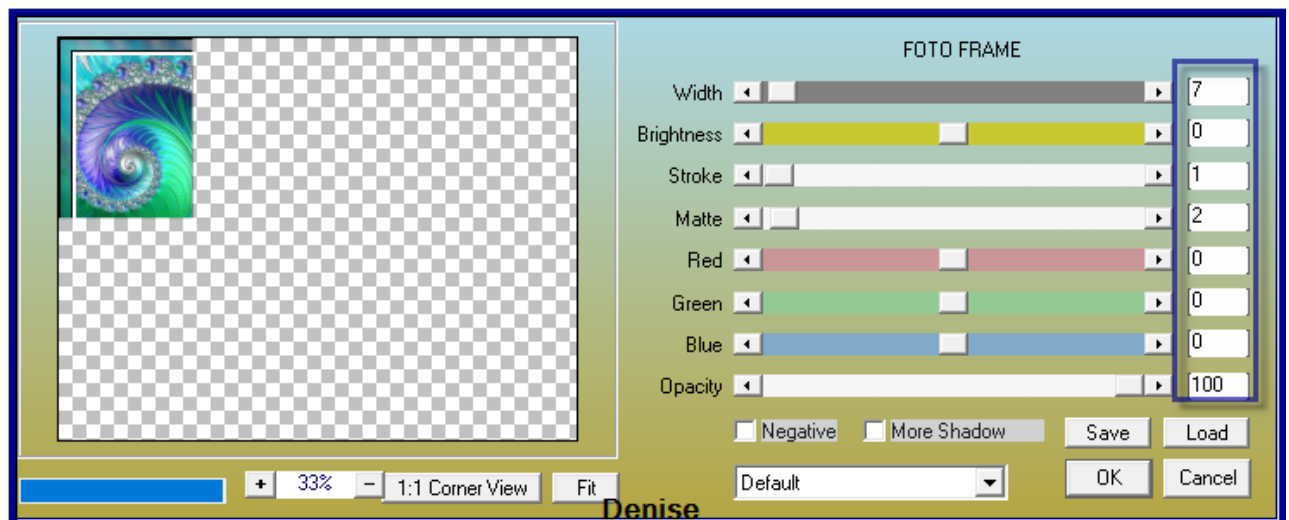 FOTO FRAME
Width 7
Brightness 0
Stroke 1
Matte 2
Red 0
Green 0
Blue 0
Opacity 100
Negative More Shadow Save Load
+ 33% - 1:1 Corner View Fit Default OK Cancel
Denise